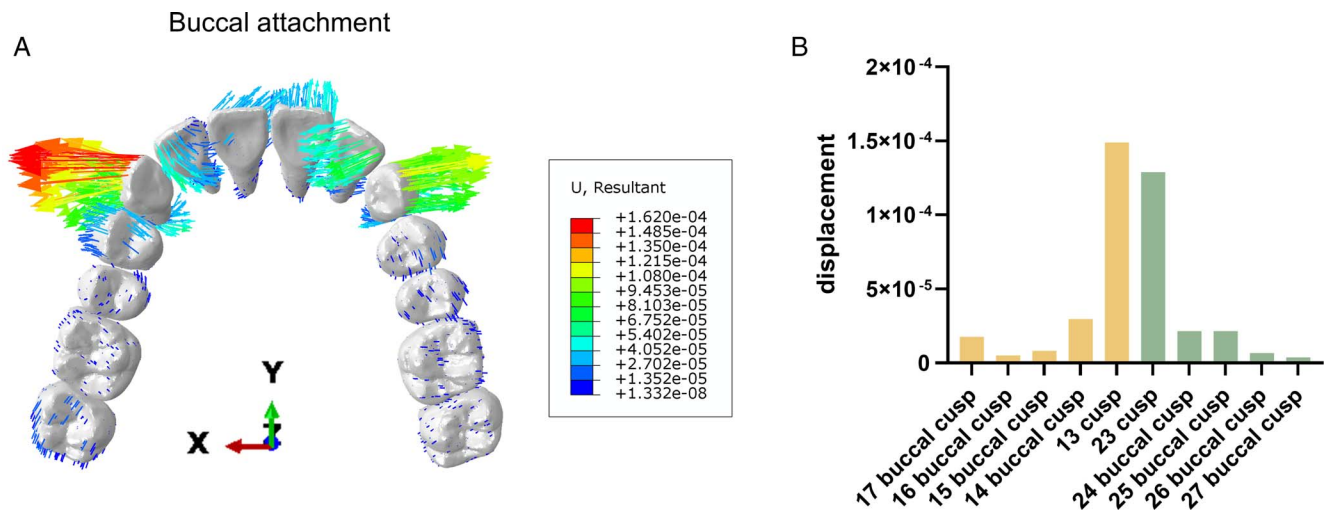 Buccal attachment
A
B
U, Resultant
+1.620e-04
+1.485e-04
+1.350e-04
+1.215e-04
+1.080e-04
+9.453e-05
+8.103e-05
+6.752e-05
+5.402e-05
+4.052e-05
+2.702e-05
+1.352e-05
+1.332e-08
Y
X
Z
displacement
2×10⁻⁴
1.5×10⁻⁴
1×10⁻⁴
5×10⁻⁵
0
17 buccal cusp
16 buccal cusp
15 buccal cusp
14 buccal cusp
13 cusp
23 cusp
24 buccal cusp
25 buccal cusp
26 buccal cusp
27 buccal cusp